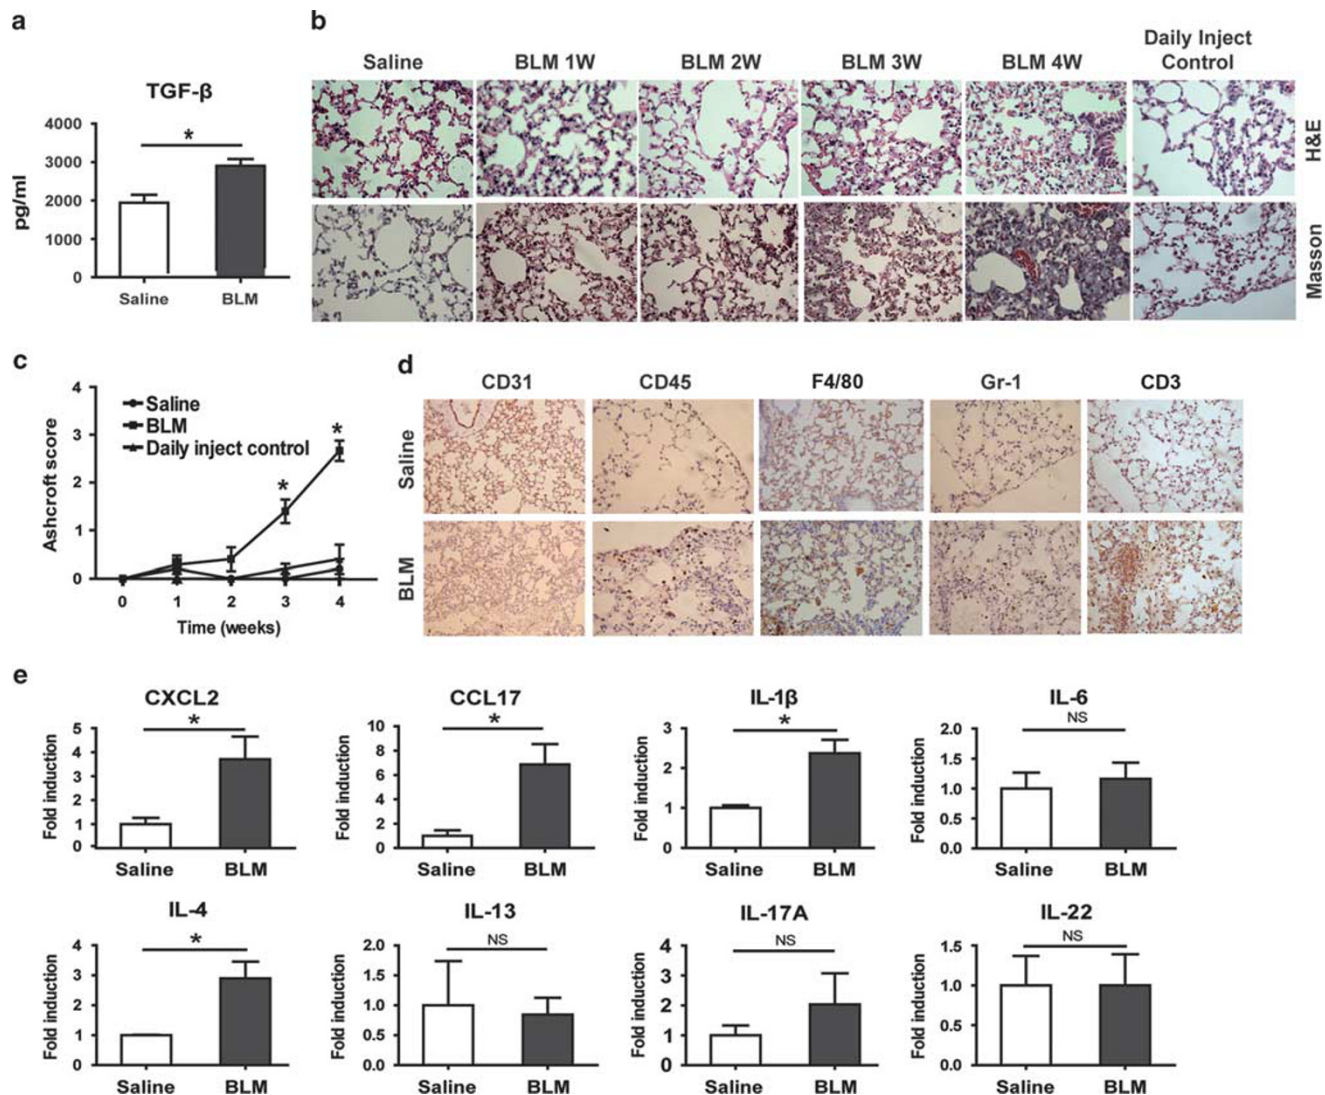 a
TGF-β
*
4000
3000
2000
1000
0
pg/ml
Saline BLM
b
Saline BLM 1W BLM 2W BLM 3W BLM 4W Daily Inject
Control
H&E
Masson
c
4
3
2
1
0
Ashcroft score
Saline
BLM
Daily inject control
*
*
0 1 2 3 4
Time (weeks)
d
CD31 CD45 F4/80 Gr-1 CD3
Saline
BLM
e
CXCL2
*
5
4
3
2
1
0
Fold induction
Saline BLM
CCL17
*
10
8
6
4
2
0
Fold induction
Saline BLM
IL-1β
*
3
2
1
0
Fold induction
Saline BLM
IL-6
NS
2.0
1.5
1.0
0.5
0.0
Fold induction
Saline BLM
IL-4
*
4
3
2
1
0
Fold induction
Saline BLM
IL-13
NS
2.0
1.5
1.0
0.5
0.0
Fold induction
Saline BLM
IL-17A
NS
4
3
2
1
0
Fold induction
Saline BLM
IL-22
NS
1.5
1.0
0.5
0.0
Fold induction
Saline BLM